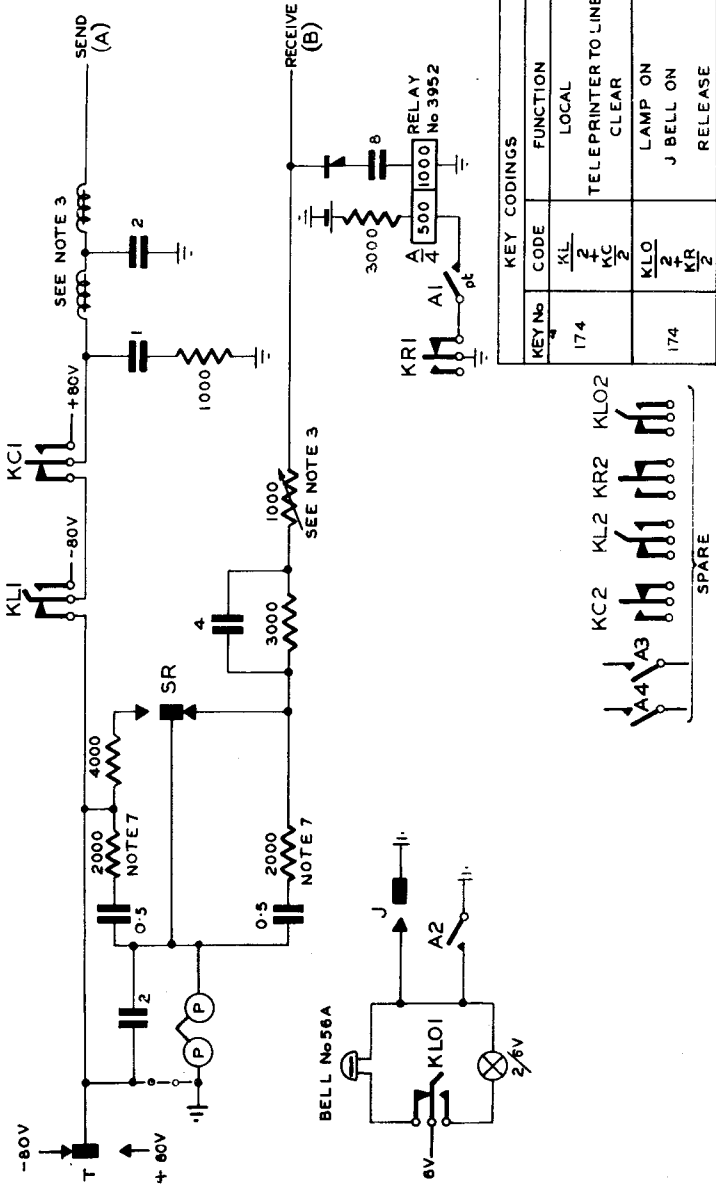 SEND
(A)
RECEIVE
(B)
SEE NOTE 3
2
1
1000
+80V
KC1
-80V
KL1
8
RELAY
No 3952
500
1000
A
4
3000
A1
pt
KR1
1000
SEE NOTE 3
4
3000
SR
4000
2000
NOTE 7
0·5
2000
NOTE 7
0·5
2
P
P
-80V
T
+80V
BELL No 56A
J
A2
KLO1
6V
2/6V
KEY CODINGS
KEY No
CODE
FUNCTION
174
KL
2
+
KC
2
LOCAL
TELEPRINTER TO LINE
CLEAR
174
KLO
2
+
KR
2
LAMP ON
J BELL ON
RELEASE
A4
A3
KC2
KL2
KR2
KLO2
SPARE